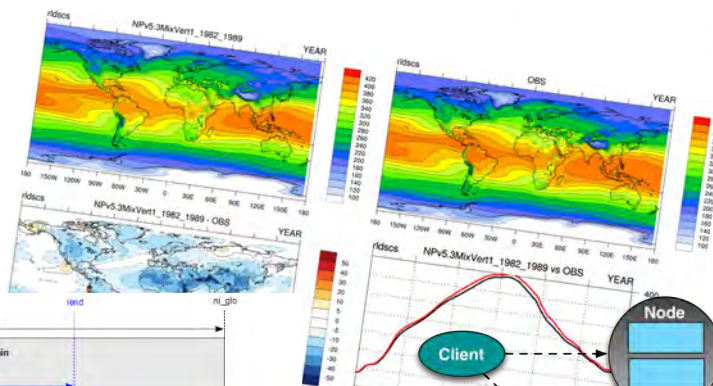 rldscs NPv5.3MixVert1_1982_1989 YEAR
420
400
380
360
340
320
300
280
260
240
220
200
180
160
140
120
100
180 150W 120W 90W 60W 30W 0 30E 60E 90E 120E 150E 180
rldscs OBS YEAR
180 150W 120W 90W 60W 30W 0 30E 60E 90E 120E 150E 180
rldscs NPv5.3MixVert1_1982_1989 - OBS YEAR
50
40
30
20
10
5
0
-5
-10
-20
-30
-40
-50
rldscs NPv5.3MixVert1_1982_1989 vs OBS YEAR
400
iend
ni_glo
in
Client
Node